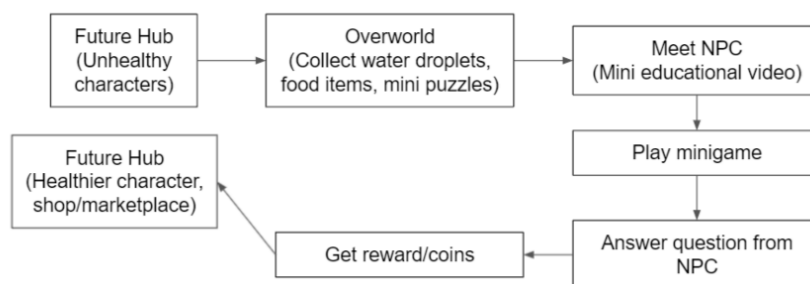 Future Hub
(Unhealthy
characters)
Overworld
(Collect water droplets,
food items, mini puzzles)
Meet NPC
(Mini educational video)
Play minigame
Answer question from
NPC
Get reward/coins
Future Hub
(Healthier character,
shop/marketplace)